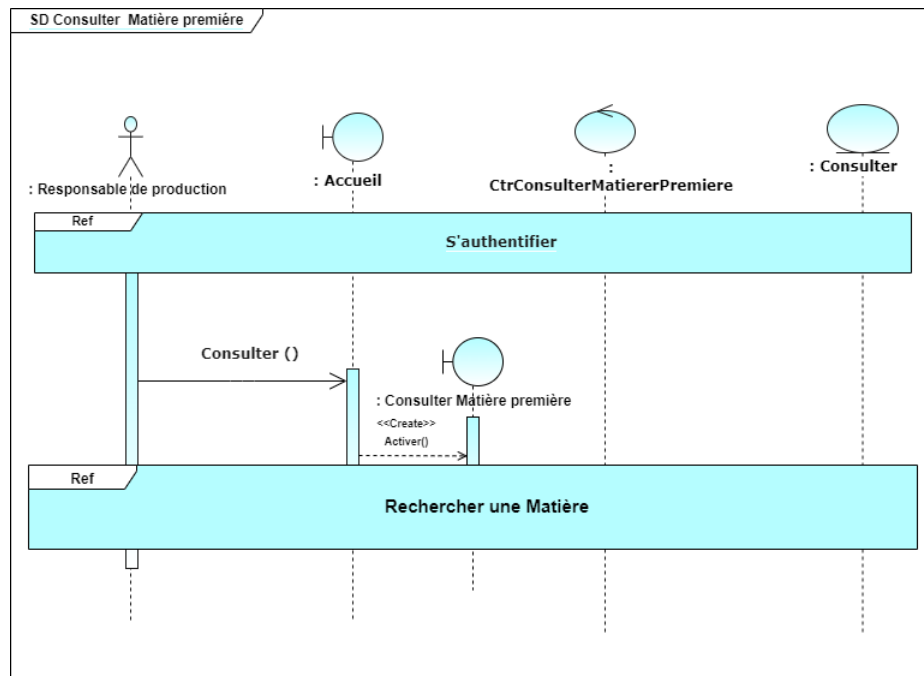 SD Consulter Matière premiére
: Responsable de production
: Accueil
:
CtrConsulterMatiererPremiere
: Consulter
Ref
S'authentifier
Consulter ()
: Consulter Matière première
<<Create>>
Activer()
Ref
Rechercher une Matière